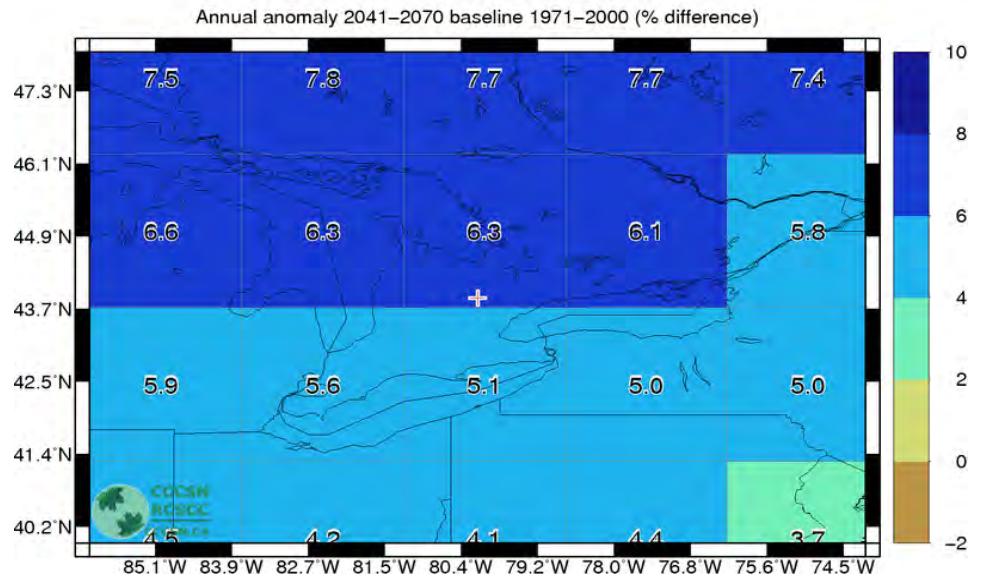 Annual anomaly 2041–2070 baseline 1971–2000 (% difference)
7.5 7.8 7.7 7.7 7.4
6.6 6.3 6.3 6.1 5.8
5.9 5.6 5.1 5.0 5.0
4.5 4.2 4.1 4.4 3.7
47.3°N
46.1°N
44.9°N
43.7°N
42.5°N
41.4°N
40.2°N
85.1°W 83.9°W 82.7°W 81.5°W 80.4°W 79.2°W 78.0°W 76.8°W 75.6°W 74.5°W
10
8
6
4
2
0
−2
CCCSN
RCSCC